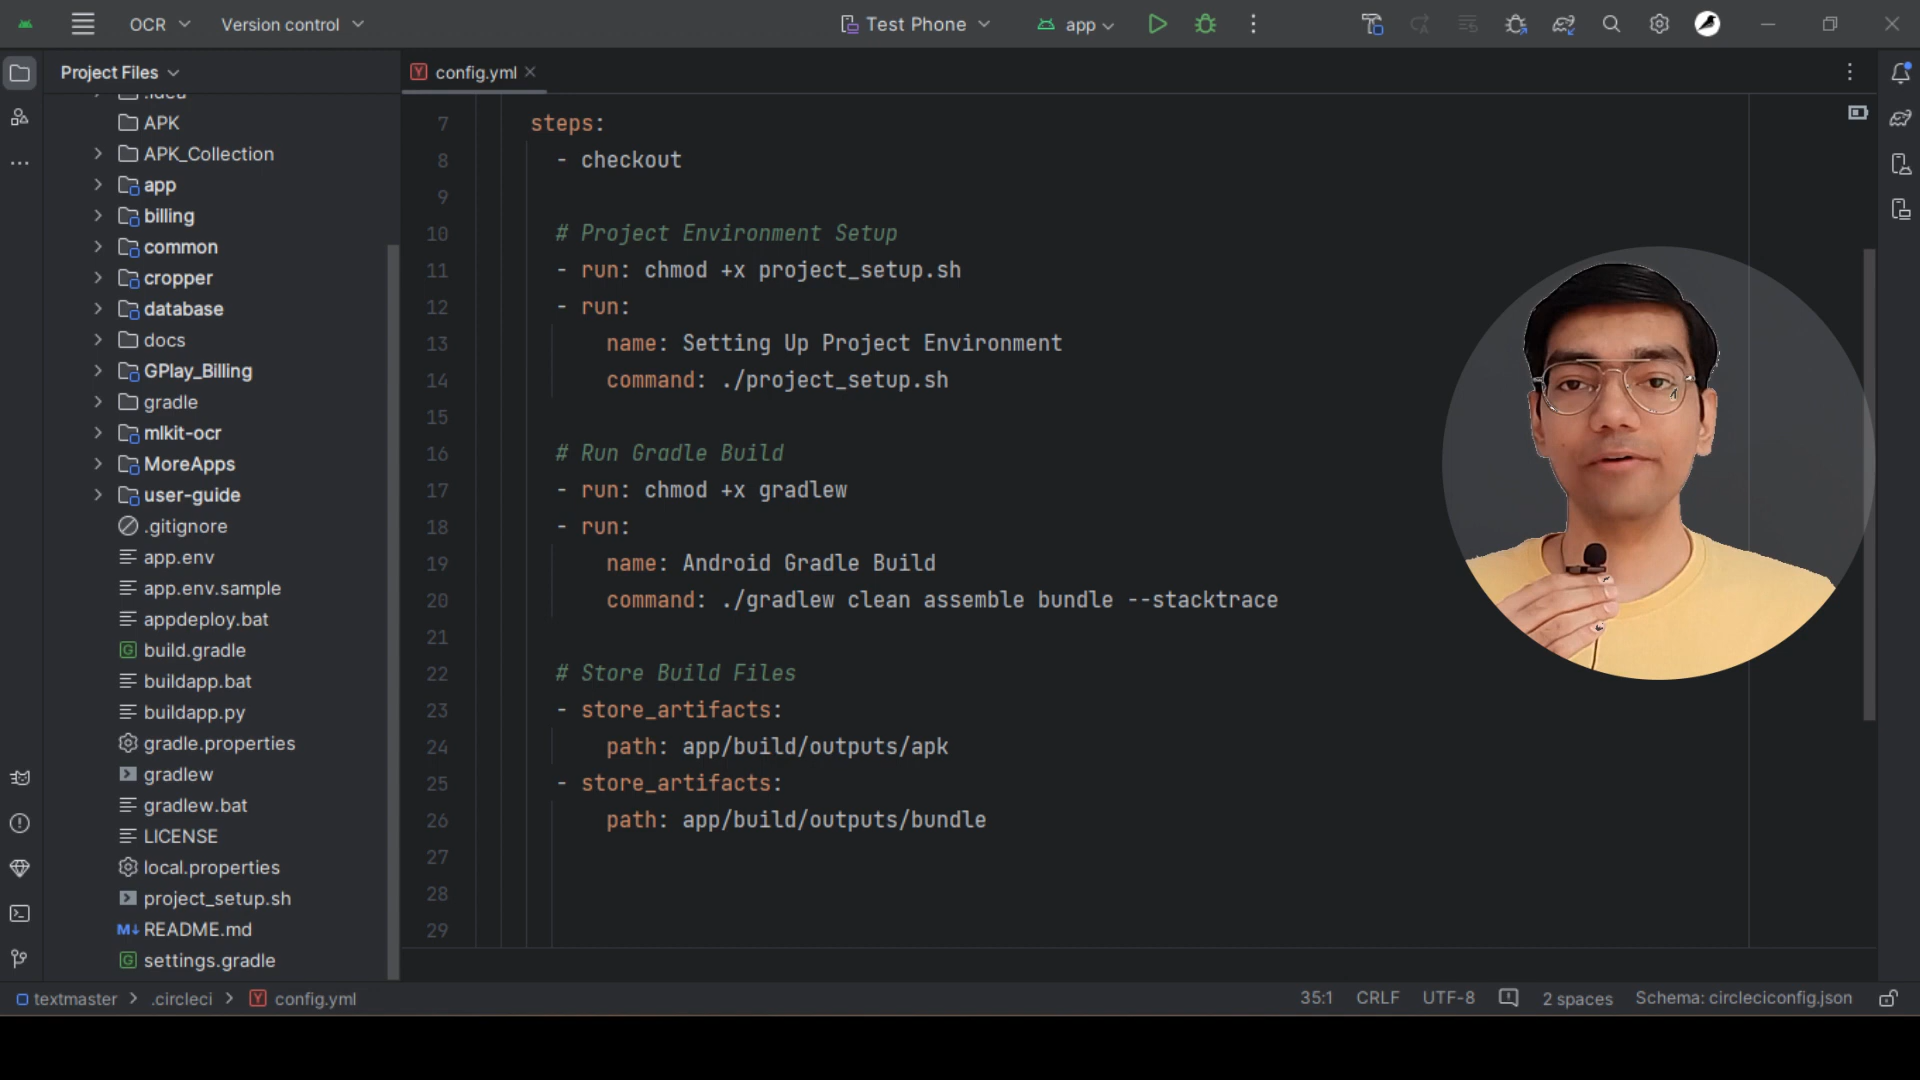 OCR
Version control
Test Phone
app
Project Files
config.yml
.idea
APK
APK_Collection
app
billing
common
cropper
database
docs
GPlay_Billing
gradle
mlkit-ocr
MoreApps
user-guide
.gitignore
app.env
app.env.sample
appdeploy.bat
build.gradle
buildapp.bat
buildapp.py
gradle.properties
gradlew
gradlew.bat
LICENSE
local.properties
project_setup.sh
README.md
settings.gradle
7 steps:
8 - checkout
9
10 # Project Environment Setup
11 - run: chmod +x project_setup.sh
12 - run:
13 name: Setting Up Project Environment
14 command: ./project_setup.sh
15
16 # Run Gradle Build
17 - run: chmod +x gradlew
18 - run:
19 name: Android Gradle Build
20 command: ./gradlew clean assemble bundle --stacktrace
21
22 # Store Build Files
23 - store_artifacts:
24 path: app/build/outputs/apk
25 - store_artifacts:
26 path: app/build/outputs/bundle
27
28
29
textmaster > .circleci > config.yml
35:1 CRLF UTF-8 2 spaces Schema: circleciconfig.json